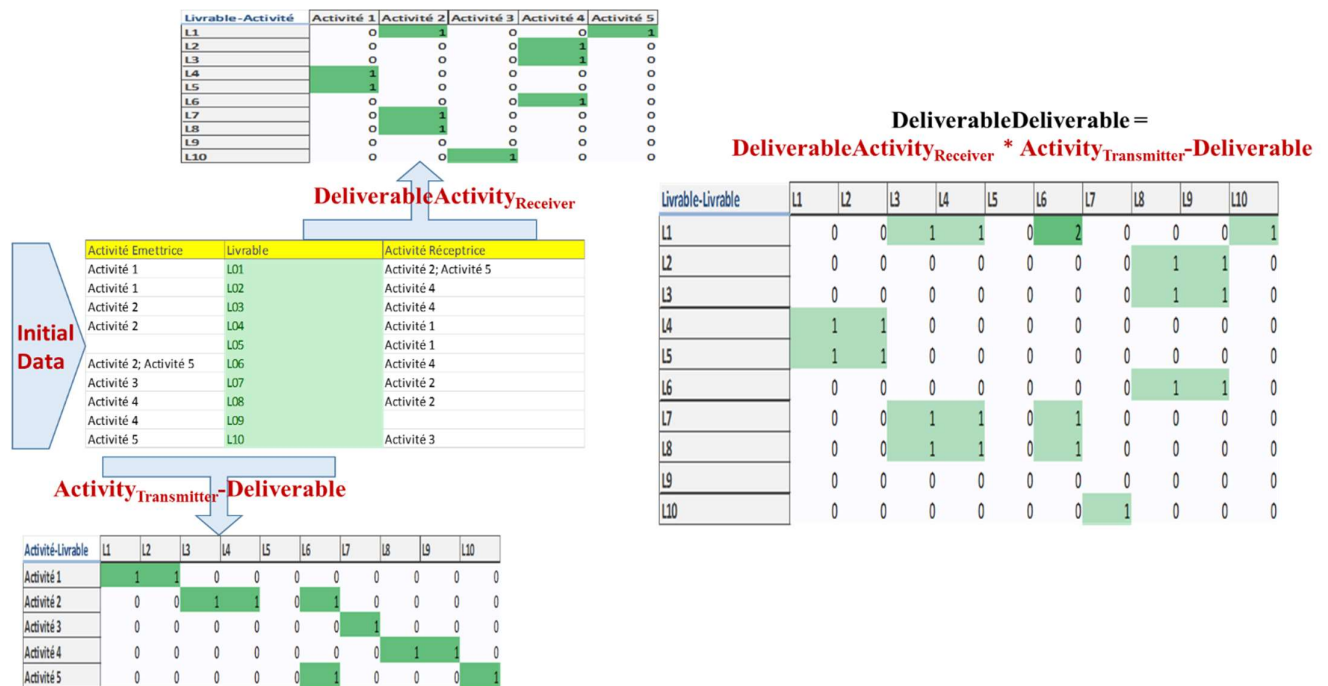 Livrable-Activité Activité 1 Activité 2 Activité 3 Activité 4 Activité 5
L1 0 1 0 0 1
L2 0 0 0 1 0
L3 0 0 0 1 0
L4 1 0 0 0 0
L5 1 0 0 0 0
L6 0 0 0 1 0
L7 0 1 0 0 0
L8 0 1 0 0 0
L9 0 0 0 0 0
L10 0 0 1 0 0
DeliverableActivityReceiver
Initial Data
Activité Emettrice Livrable Activité Réceptrice
Activité 1 L01 Activité 2; Activité 5
Activité 1 L02 Activité 4
Activité 2 L03 Activité 4
Activité 2 L04 Activité 1
L05 Activité 1
Activité 2; Activité 5 L06 Activité 4
Activité 3 L07 Activité 2
Activité 4 L08 Activité 2
Activité 4 L09
Activité 5 L10 Activité 3
ActivityTransmitter-Deliverable
Activité-Livrable L1 L2 L3 L4 L5 L6 L7 L8 L9 L10
Activité 1 1 1 0 0 0 0 0 0 0 0
Activité 2 0 0 1 1 0 1 0 0 0 0
Activité 3 0 0 0 0 0 0 1 0 0 0
Activité 4 0 0 0 0 0 0 0 1 1 0
Activité 5 0 0 0 0 0 1 0 0 0 1
DeliverableDeliverable =
DeliverableActivityReceiver * ActivityTransmitter-Deliverable
Livrable-Livrable L1 L2 L3 L4 L5 L6 L7 L8 L9 L10
L1 0 0 1 1 0 2 0 0 0 1
L2 0 0 0 0 0 0 0 1 1 0
L3 0 0 0 0 0 0 0 1 1 0
L4 1 1 0 0 0 0 0 0 0 0
L5 1 1 0 0 0 0 0 0 0 0
L6 0 0 0 0 0 0 0 1 1 0
L7 0 0 1 1 0 1 0 0 0 0
L8 0 0 1 1 0 1 0 0 0 0
L9 0 0 0 0 0 0 0 0 0 0
L10 0 0 0 0 0 0 1 0 0 0